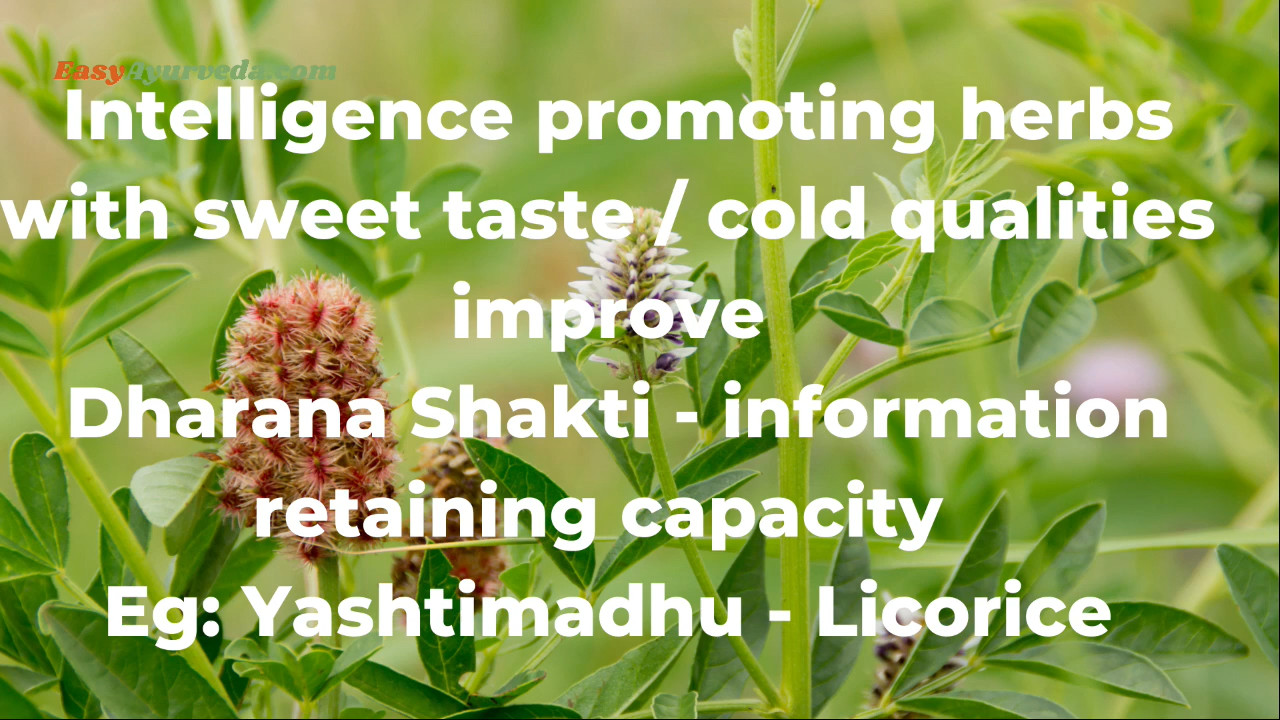 EasyAyurveda.com
Intelligence promoting herbs
with sweet taste / cold qualities
improve
Dharana Shakti - information
retaining capacity
Eg: Yashtimadhu - Licorice